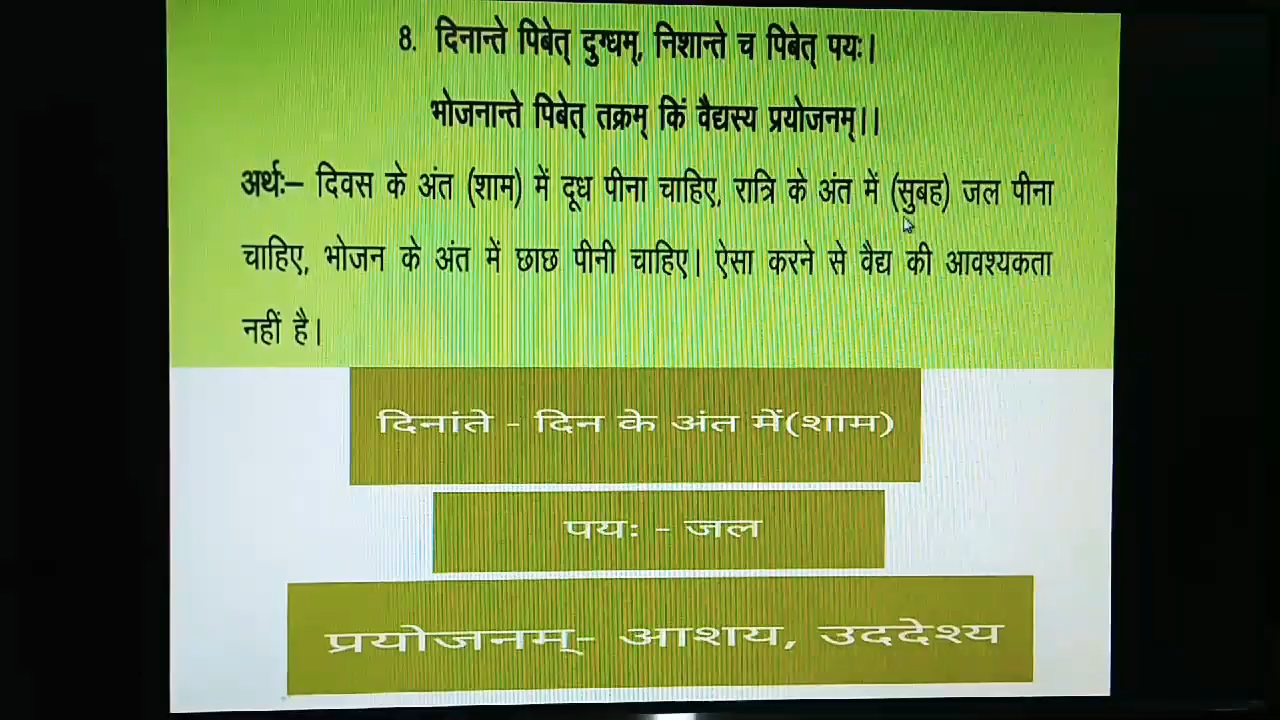 8. दिनान्ते पिबेत् दुग्धम्, निशान्ते च पिबेत् पयः।
भोजनान्ते पिबेत् तक्रम् किं वैद्यस्य प्रयोजनम्।।
अर्थः– दिवस के अंत (शाम) में दूध पीना चाहिए, रात्रि के अंत में (सुबह) जल पीना
चाहिए, भोजन के अंत में छाछ पीनी चाहिए। ऐसा करने से वैद्य की आवश्यकता
नहीं है।
दिनांते - दिन के अंत में(शाम)
पयः - जल
प्रयोजनम्- आशय, उददेश्य